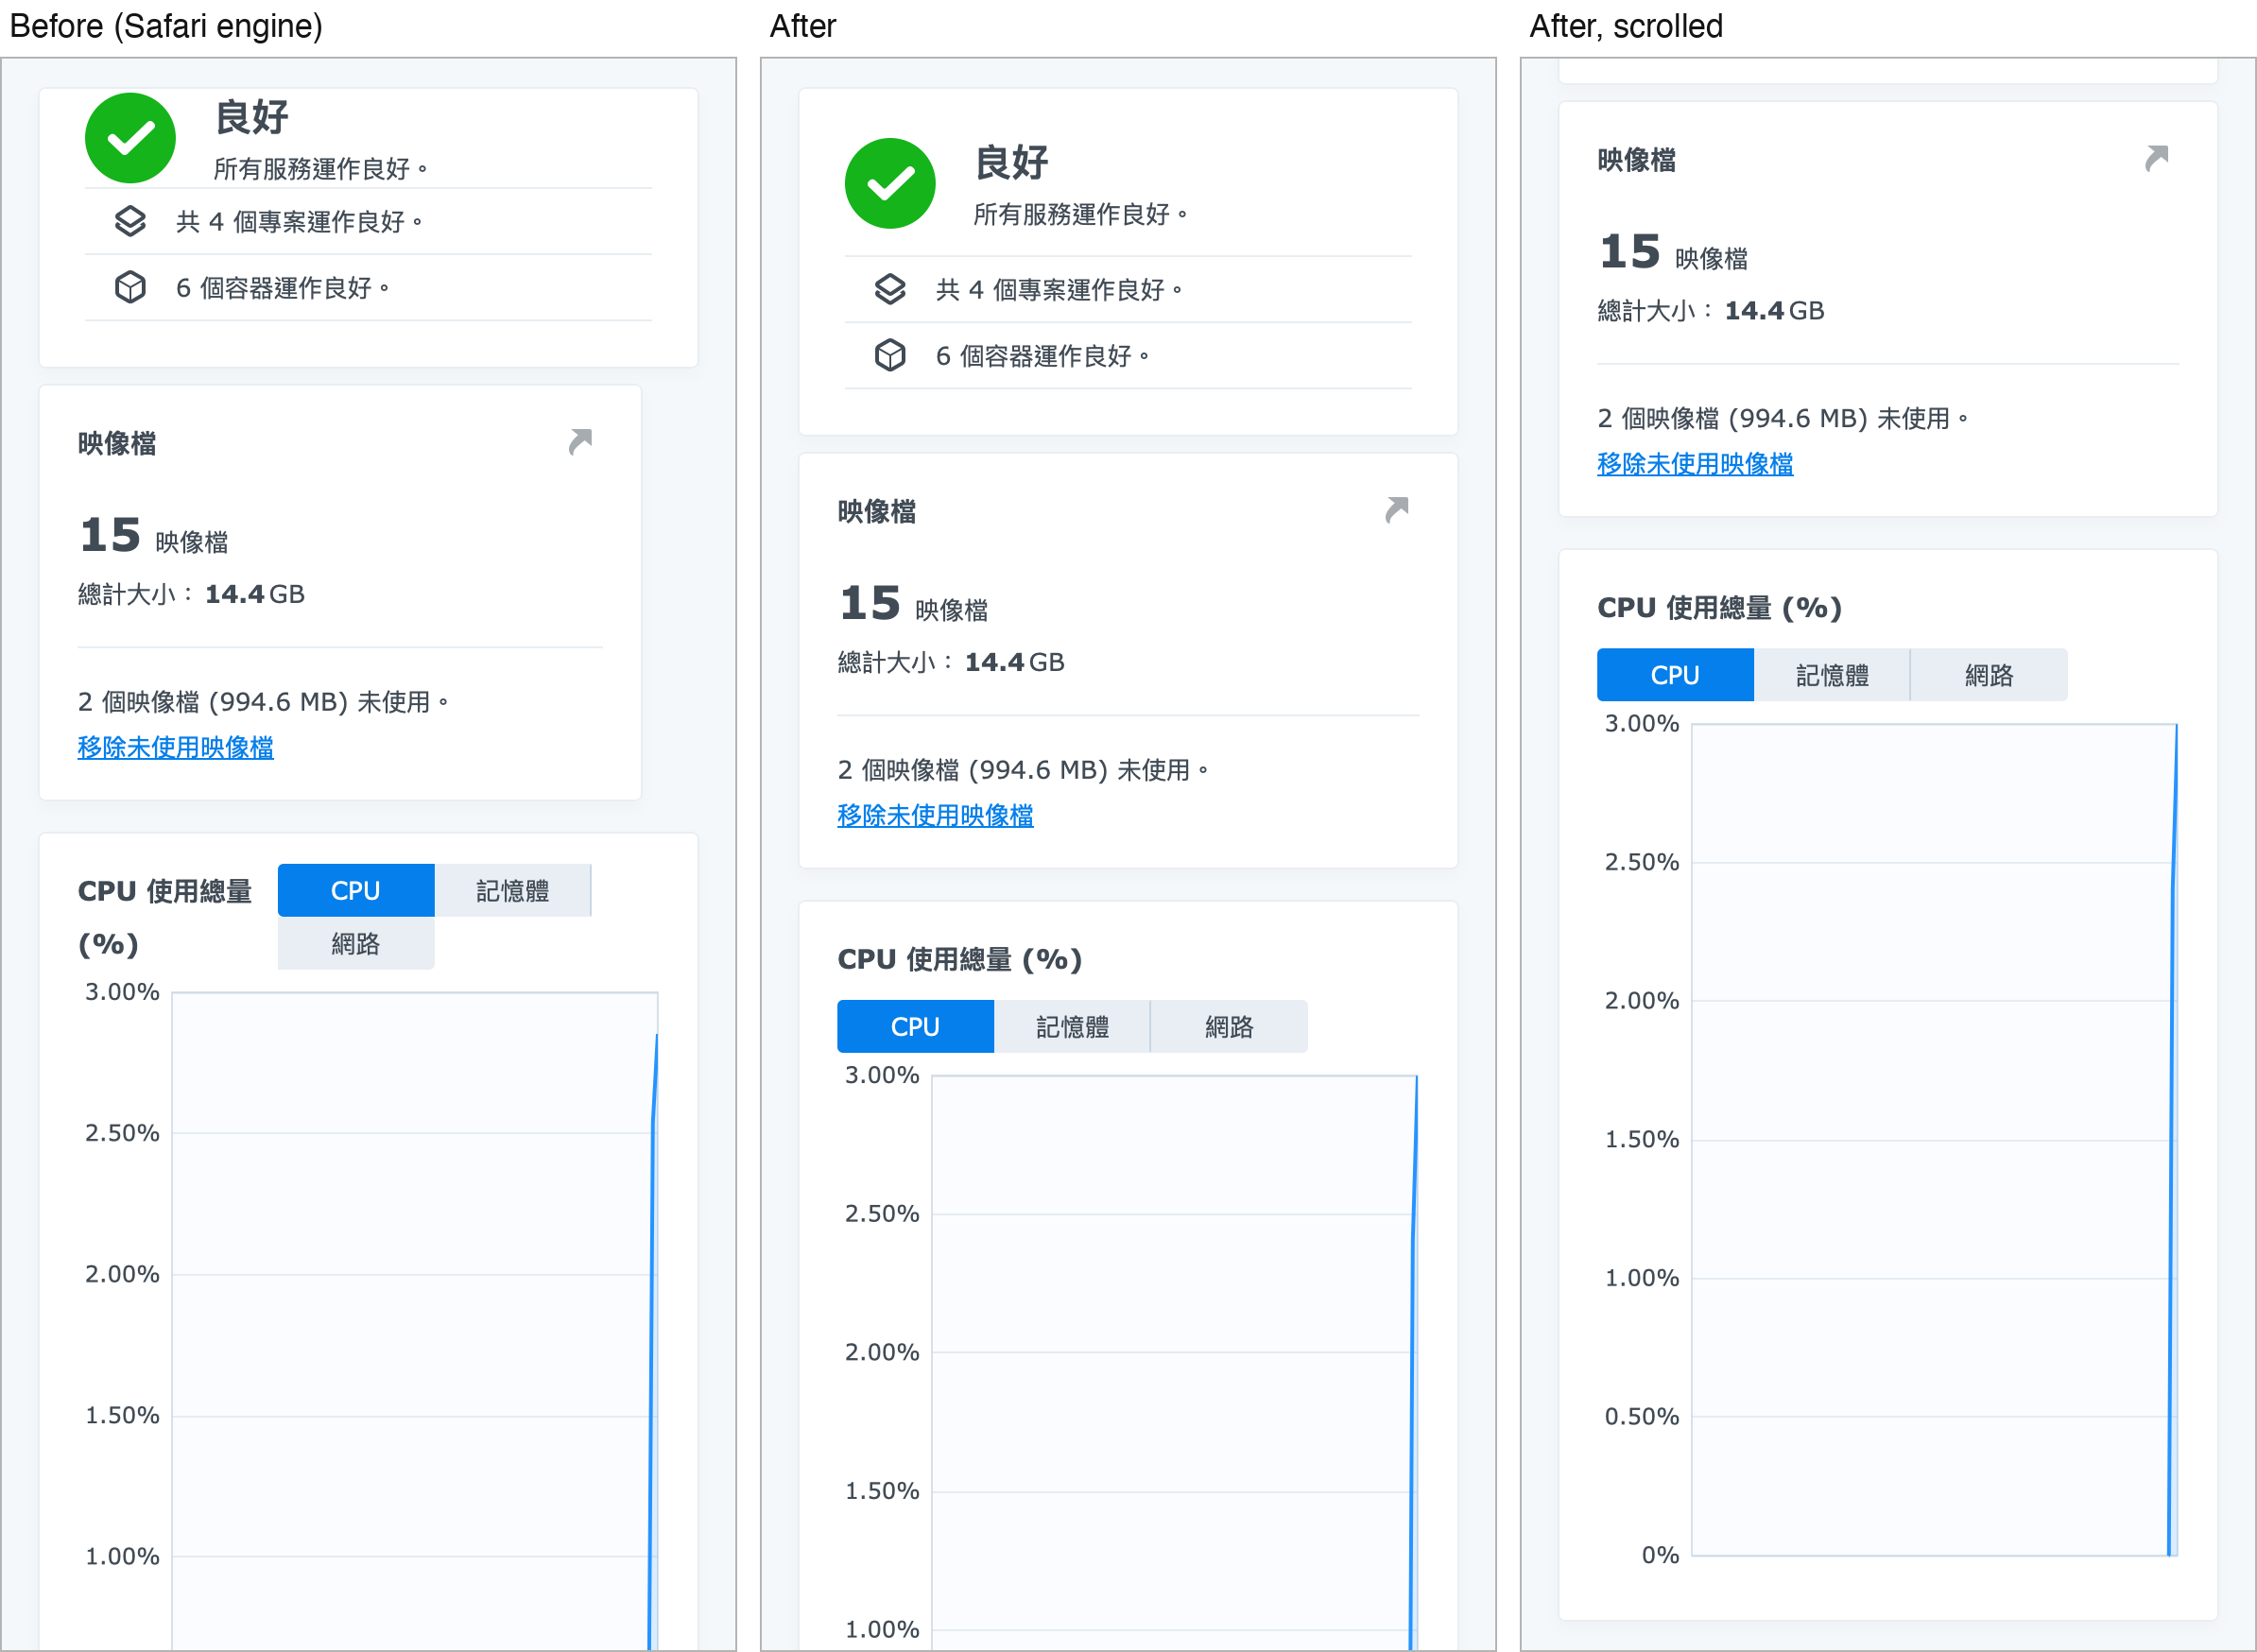 Before (Safari engine)
良好
所有服務運作良好。
共 4 個專案運作良好。
6 個容器運作良好。
映像檔
15 映像檔
總計大小： 14.4 GB
2 個映像檔 (994.6 MB) 未使用。
移除未使用映像檔
CPU 使用總量
(%)
CPU
記憶體
網路
3.00%
2.50%
2.00%
1.50%
1.00%
After
良好
所有服務運作良好。
共 4 個專案運作良好。
6 個容器運作良好。
映像檔
15 映像檔
總計大小： 14.4 GB
2 個映像檔 (994.6 MB) 未使用。
移除未使用映像檔
CPU 使用總量 (%)
CPU
記憶體
網路
3.00%
2.50%
2.00%
1.50%
1.00%
After, scrolled
映像檔
15 映像檔
總計大小： 14.4 GB
2 個映像檔 (994.6 MB) 未使用。
移除未使用映像檔
CPU 使用總量 (%)
CPU
記憶體
網路
3.00%
2.50%
2.00%
1.50%
1.00%
0.50%
0%